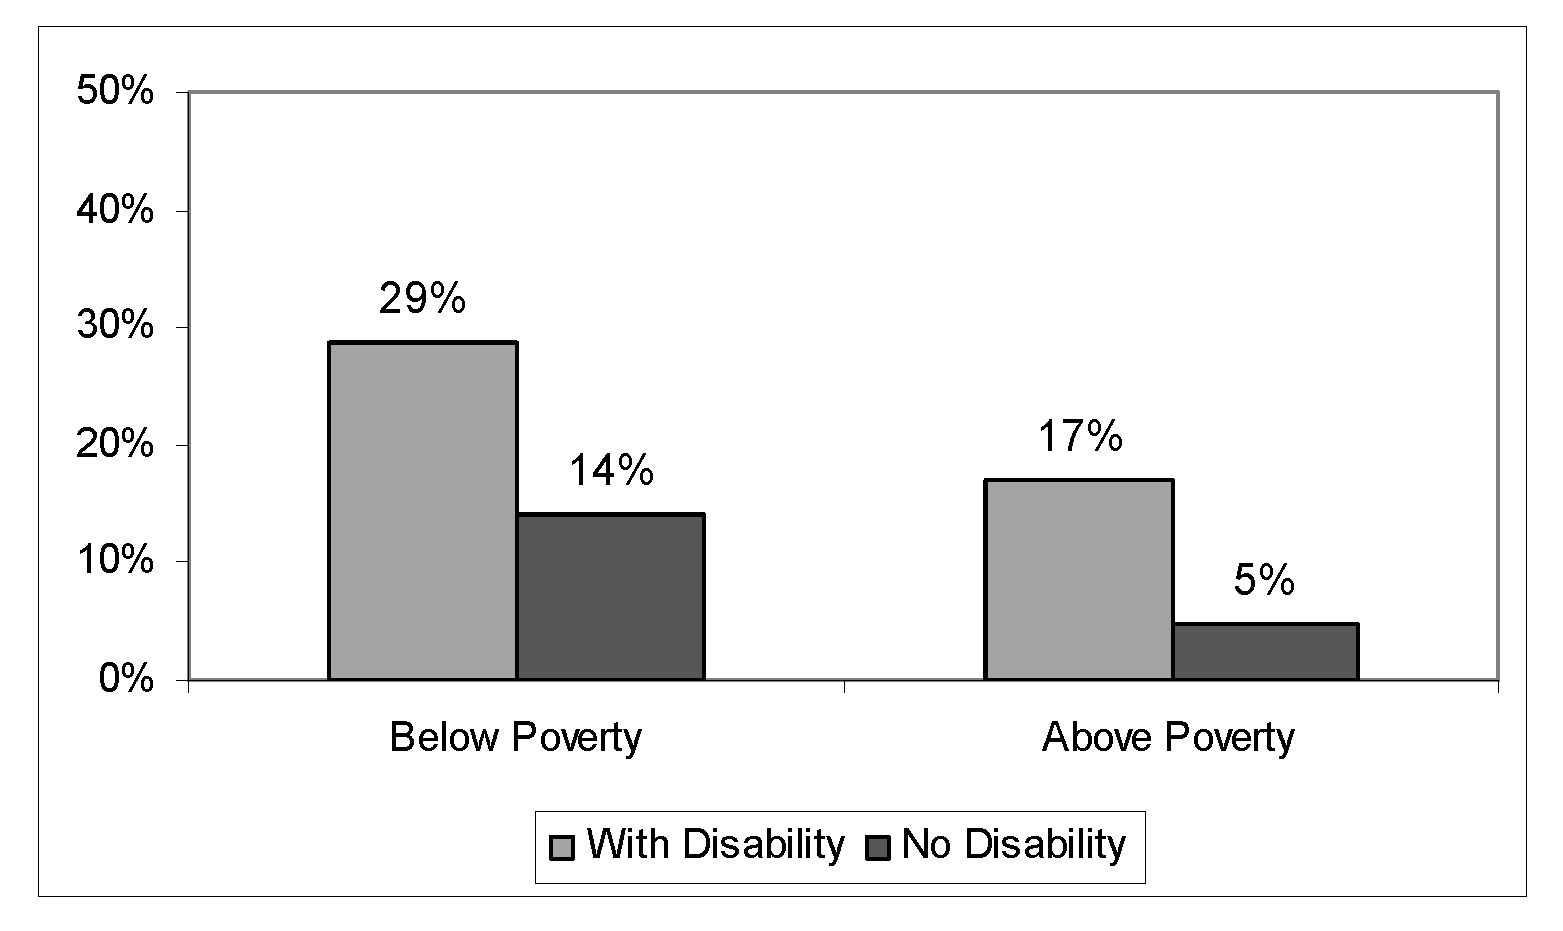 50%
40%
30%
20%
10%
0%
29%
14%
17%
5%
Below Poverty
Above Poverty
With Disability
No Disability